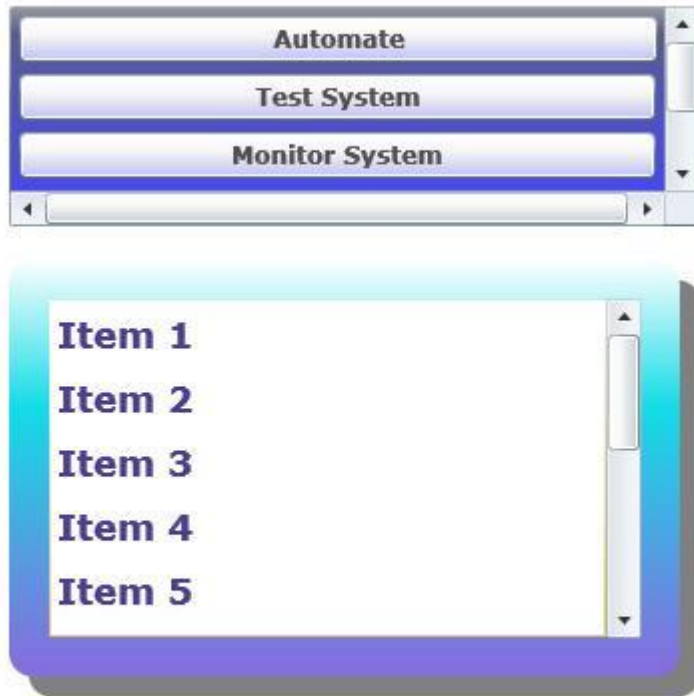 Automate
Test System
Monitor System
Item 1
Item 2
Item 3
Item 4
Item 5